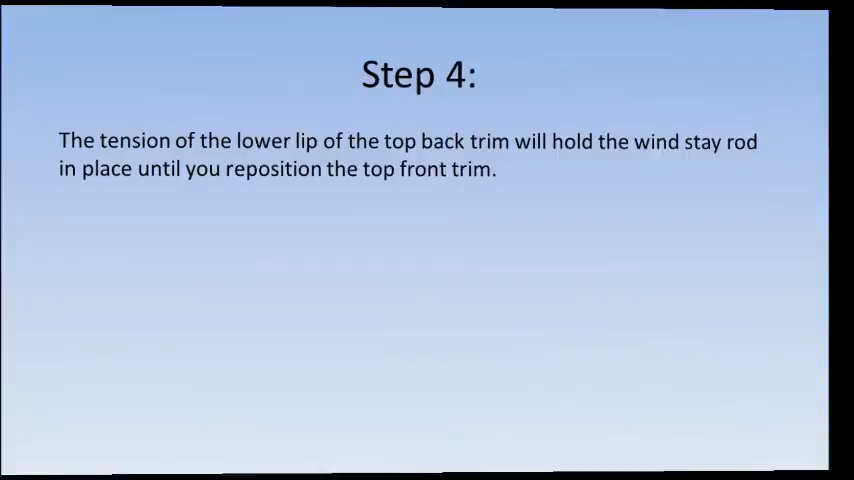 Step 4:
The tension of the lower lip of the top back trim will hold the wind stay rod
in place until you reposition the top front trim.